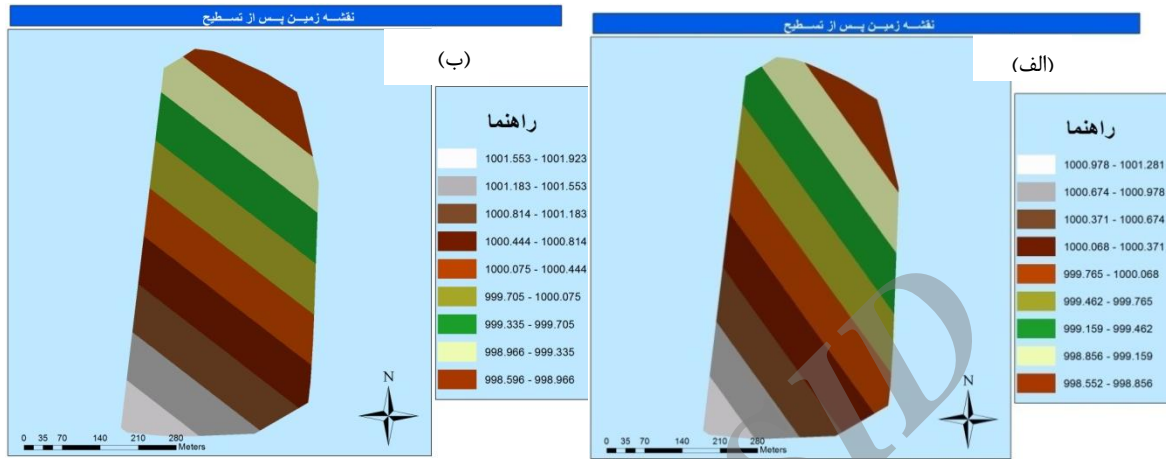 نقشه زمین پس از تسطیح
(الف)
راهنما
1000.978 - 1001.281
1000.674 - 1000.978
1000.371 - 1000.674
1000.068 - 1000.371
999.765 - 1000.068
999.462 - 999.765
999.159 - 999.462
998.856 - 999.159
998.552 - 998.856
N
0 35 70 140 210 280
Meters
نقشه زمین پس از تسطیح
(ب)
راهنما
1001.553 - 1001.923
1001.183 - 1001.553
1000.814 - 1001.183
1000.444 - 1000.814
1000.075 - 1000.444
999.705 - 1000.075
999.335 - 999.705
998.966 - 999.335
998.596 - 998.966
N
0 35 70 140 210 280
Meters